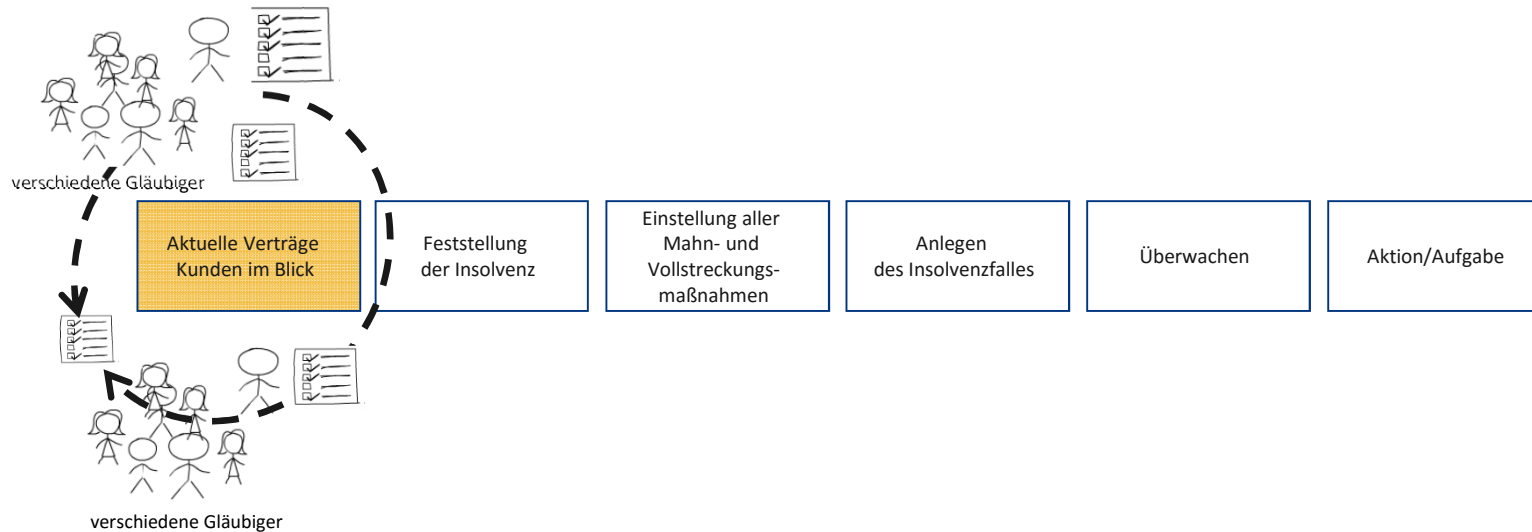 verschiedene Gläubiger
Aktuelle Verträge
Kunden im Blick
Feststellung
der Insolvenz
Einstellung aller
Mahn- und
Vollstreckungs-
maßnahmen
Anlegen
des Insolvenzfalles
Überwachen
Aktion/Aufgabe
verschiedene Gläubiger